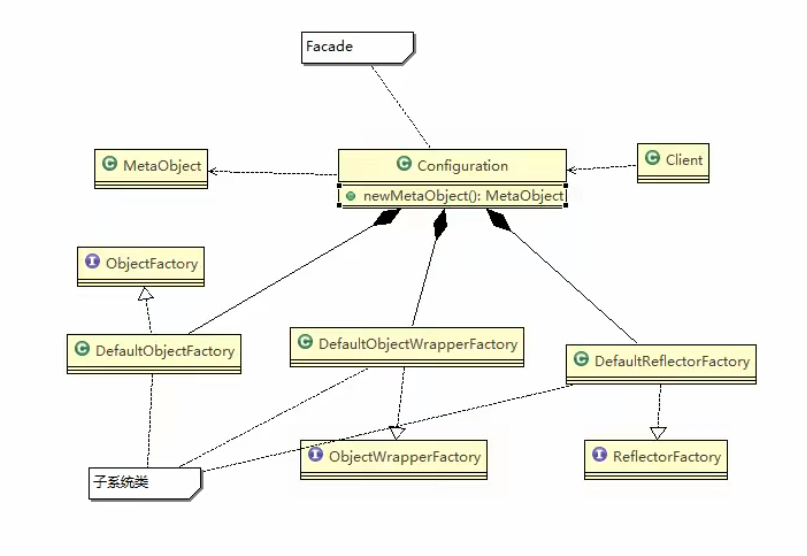 Facade
MetaObject
Configuration
newMetaObject(): MetaObject
Client
ObjectFactory
DefaultObjectFactory
DefaultObjectWrapperFactory
DefaultReflectorFactory
ObjectWrapperFactory
ReflectorFactory
子系统类